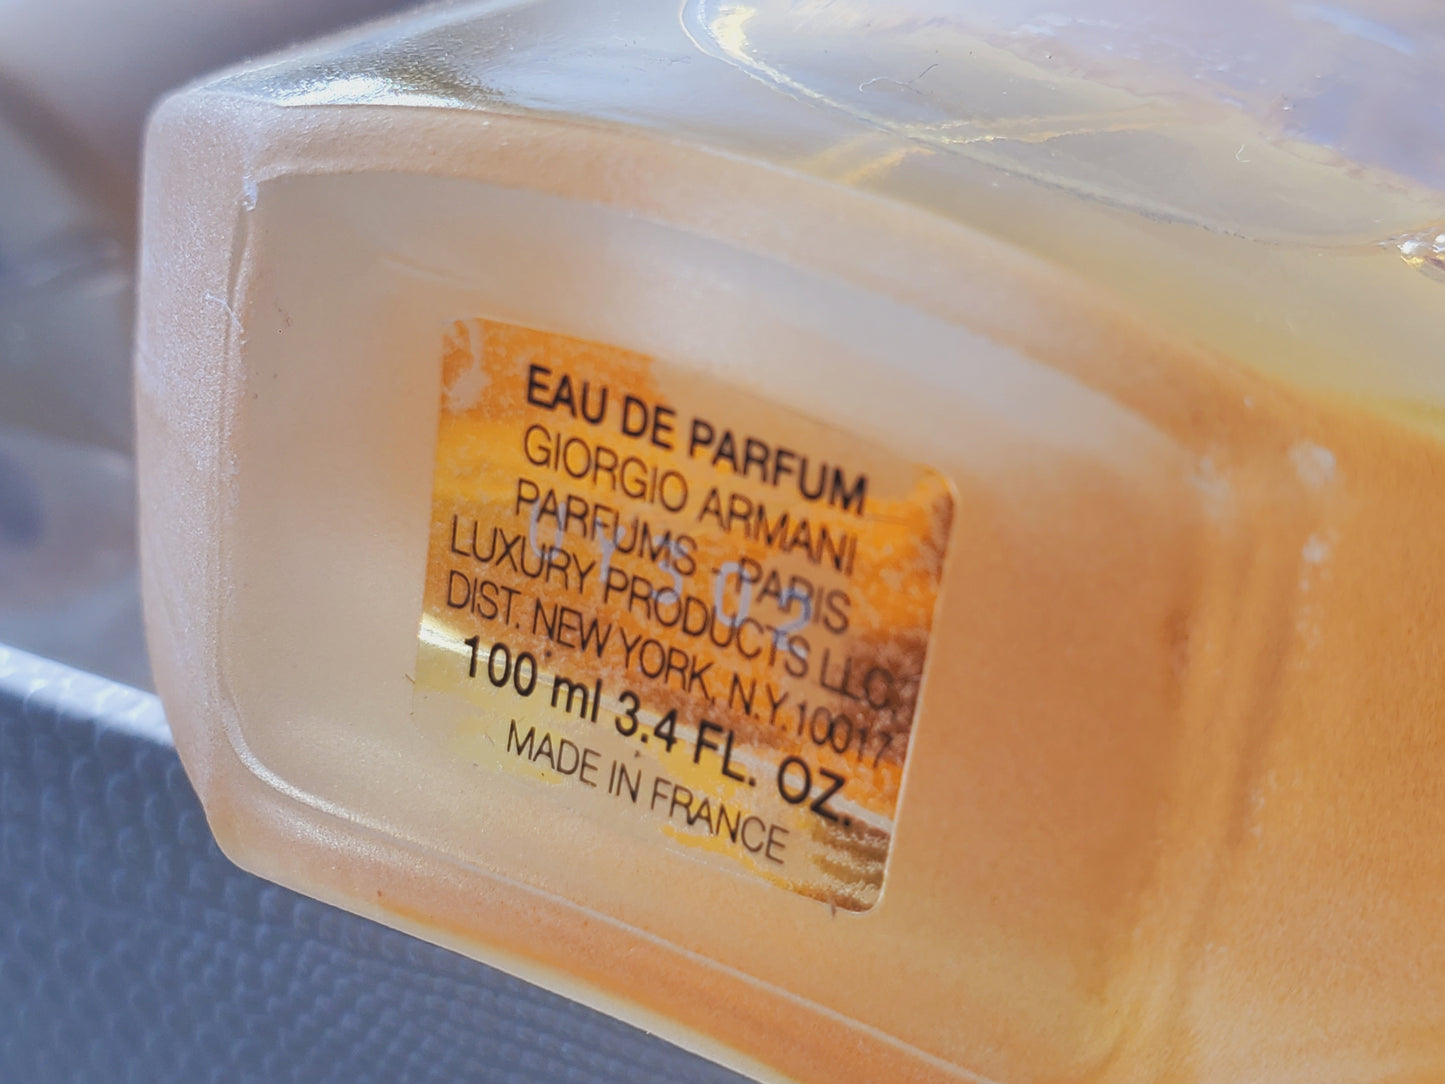 EAU DE PARFUM
GIORGIO ARMANI
PARFUMS - PARIS
LUXURY PRODUCTS LLC,
DIST. NEW YORK, N.Y.10017
100 ml 3.4 FL. OZ.
MADE IN FRANCE